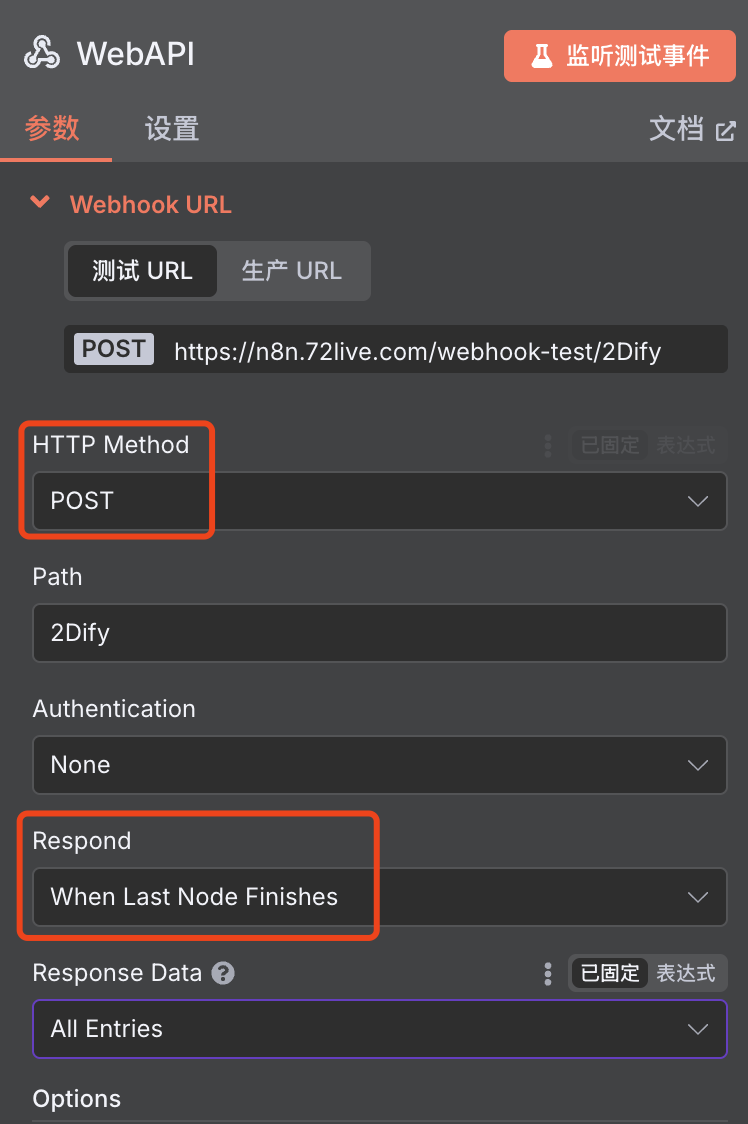 WebAPI
监听测试事件
参数
设置
文档
Webhook URL
测试 URL
生产 URL
POST
https://n8n.72live.com/webhook-test/2Dify
HTTP Method
已固定
表达式
POST
Path
2Dify
Authentication
None
Respond
When Last Node Finishes
Response Data
?
已固定
表达式
All Entries
Options